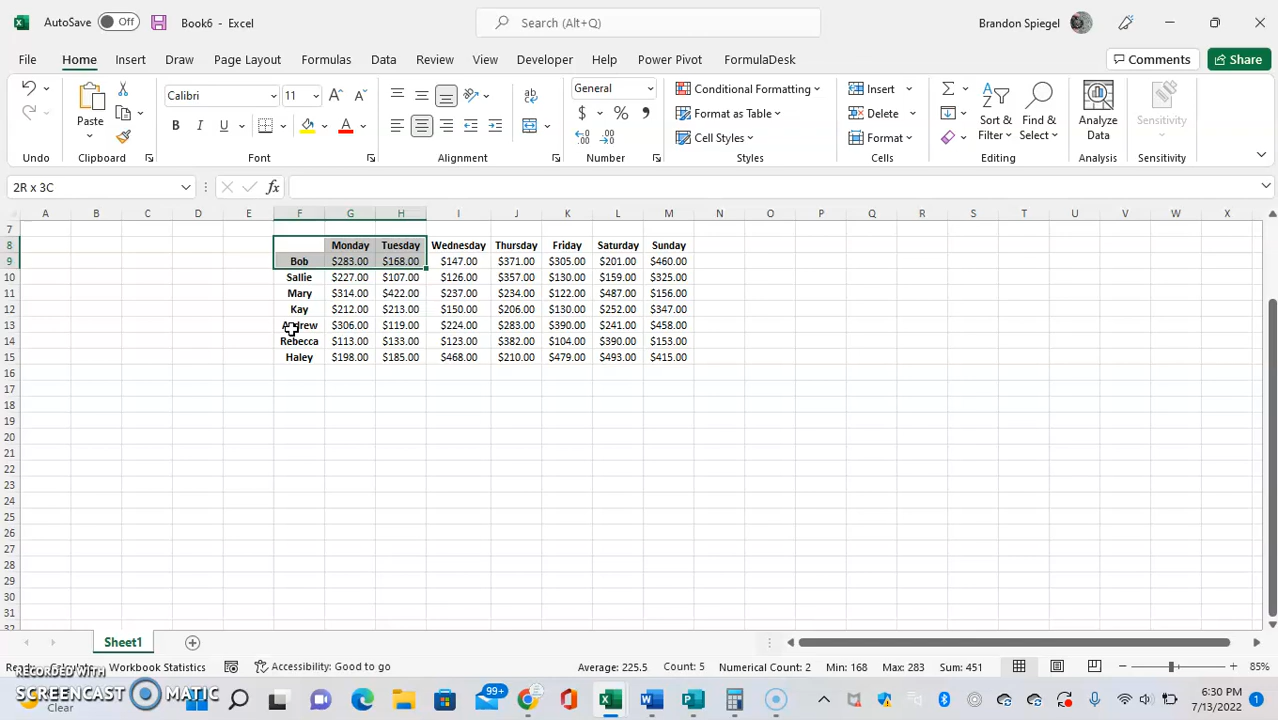 AutoSave Off Book6 - Excel Search (Alt+Q) Brandon Spiegel
File Home Insert Draw Page Layout Formulas Data Review View Developer Help Power Pivot FormulaDesk Comments Share
Calibri 11 General Conditional Formatting Insert
Paste Format as Table Delete Sort & Filter Find & Select Analyze Data Sensitivity
B I U A $ % Cell Styles Format
Undo Clipboard Font Alignment Number Styles Cells Editing Analysis Sensitivity
2R x 3C fx
A B C D E F G H I J K L M N O P Q R S T U V W X
7
8 Monday Tuesday Wednesday Thursday Friday Saturday Sunday
9 Bob $283.00 $168.00 $147.00 $371.00 $305.00 $201.00 $460.00
10 Sallie $227.00 $107.00 $126.00 $357.00 $130.00 $159.00 $325.00
11 Mary $314.00 $422.00 $237.00 $234.00 $122.00 $487.00 $156.00
12 Kay $212.00 $213.00 $150.00 $206.00 $130.00 $252.00 $347.00
13 Andrew $306.00 $119.00 $224.00 $283.00 $390.00 $241.00 $458.00
14 Rebecca $113.00 $133.00 $123.00 $382.00 $104.00 $390.00 $153.00
15 Haley $198.00 $185.00 $468.00 $210.00 $479.00 $493.00 $415.00
16
17
18
19
20
21
22
23
24
25
26
27
28
29
30
31
32
Sheet1
Workbook Statistics Accessibility: Good to go Average: 225.5 Count: 5 Numerical Count: 2 Min: 168 Max: 283 Sum: 451 85%
RECORDED WITH
SCREENCAST MATIC
Clear 99+ 6:30 PM
7/13/2022